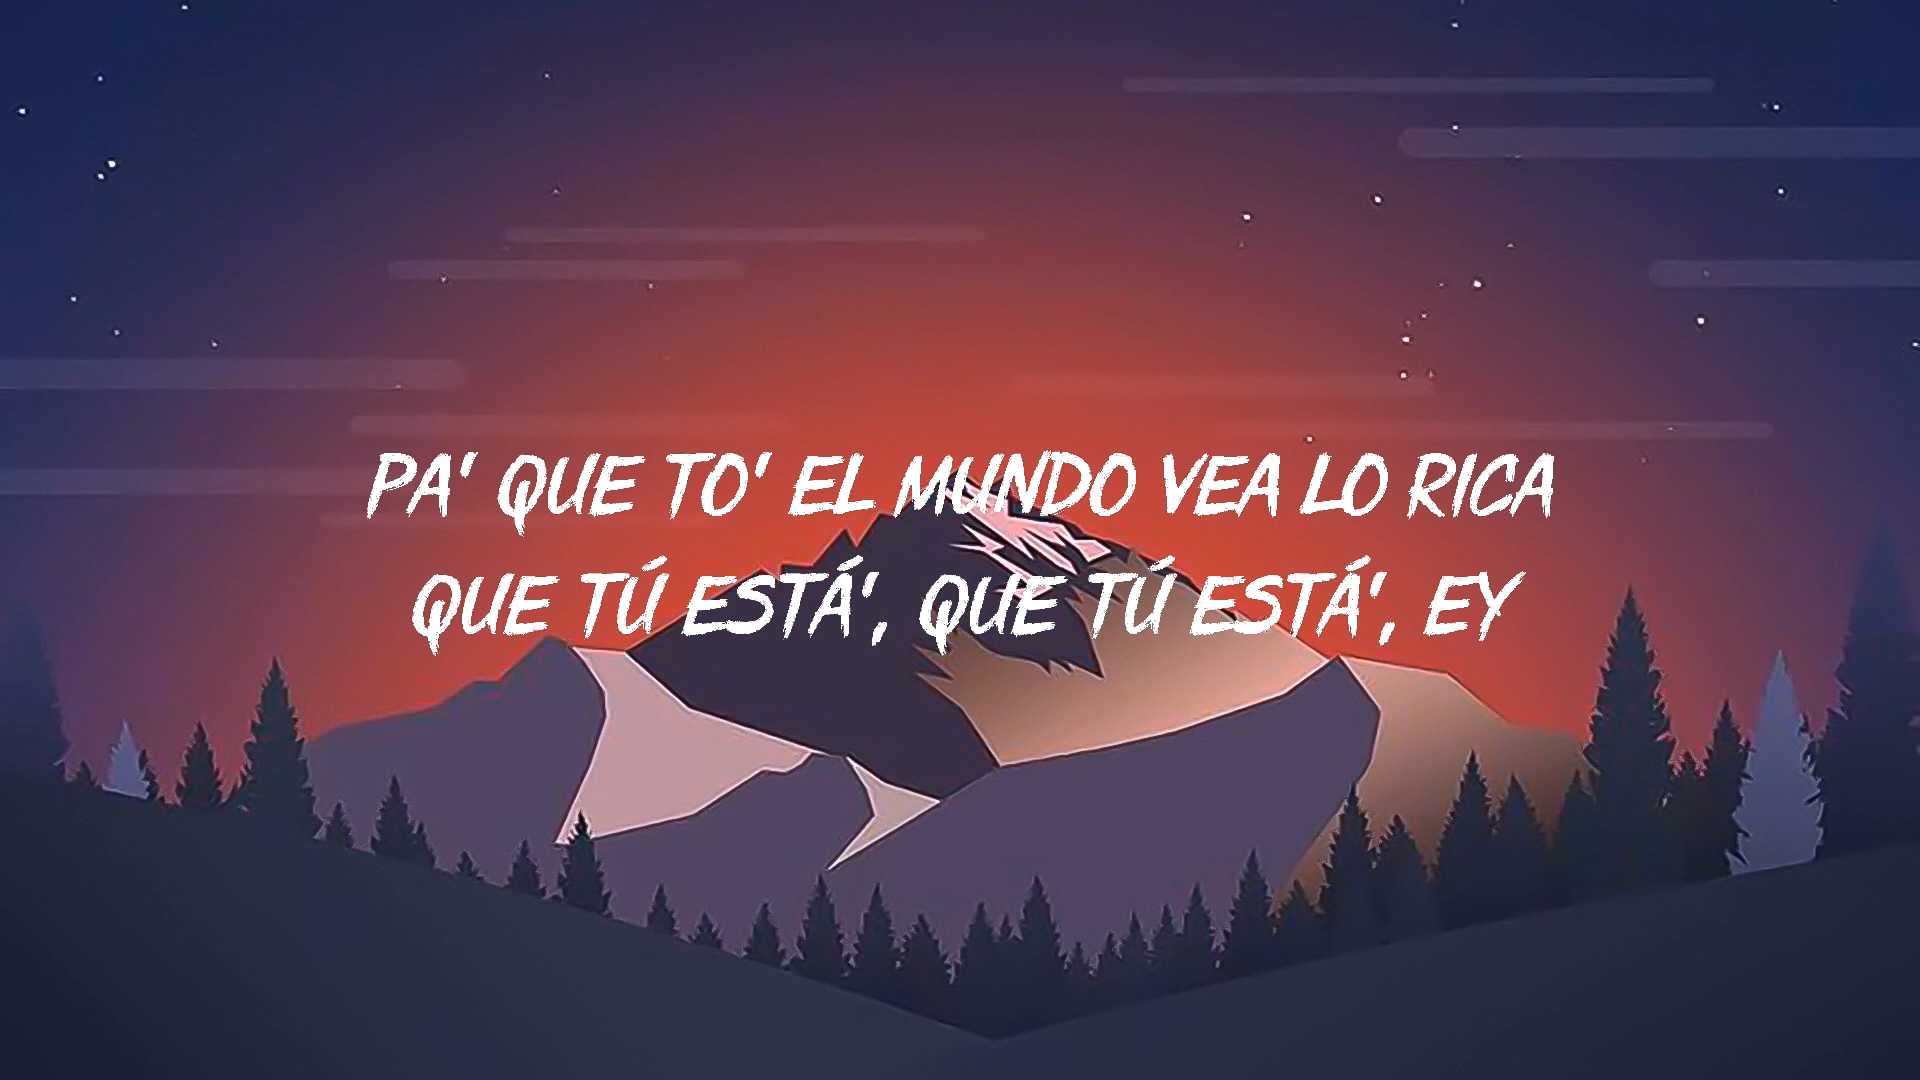 PA' QUE TO' EL MUNDO VEA LO RICA
QUE TÚ ESTÁ', QUE TÚ ESTÁ', EY